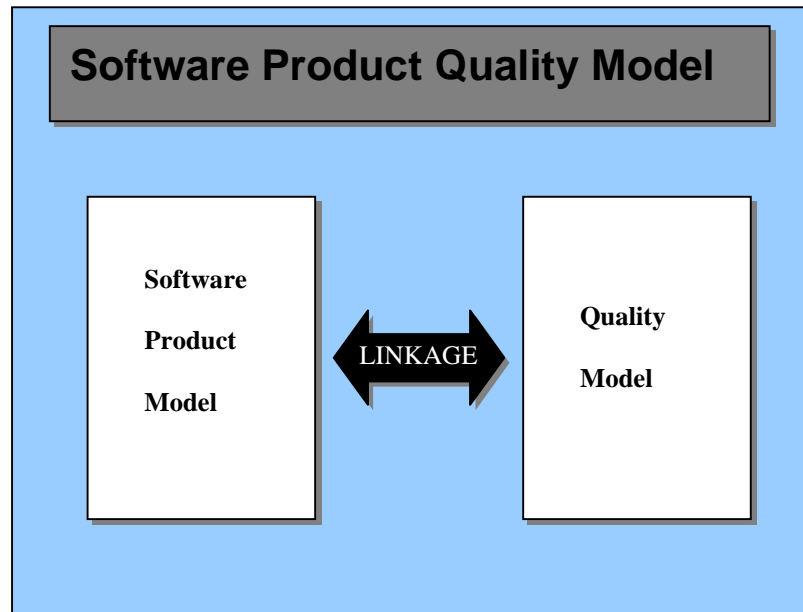 Software Product Quality Model
Software
Product
Model
LINKAGE
Quality
Model